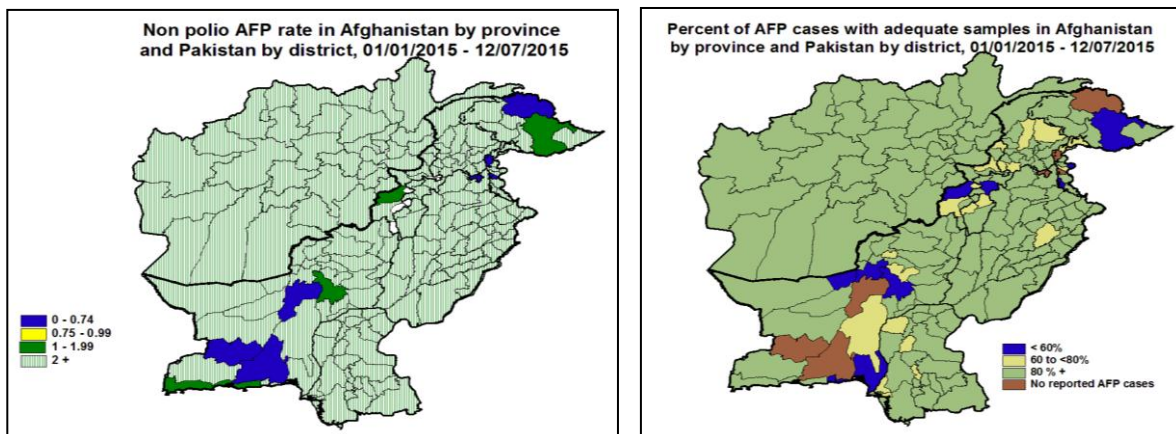 Non polio AFP rate in Afghanistan by province
and Pakistan by district, 01/01/2015 - 12/07/2015
0 - 0.74
0.75 - 0.99
1 - 1.99
2 +
Percent of AFP cases with adequate samples in Afghanistan
by province and Pakistan by district, 01/01/2015 - 12/07/2015
< 60%
60 to <80%
80 % +
No reported AFP cases